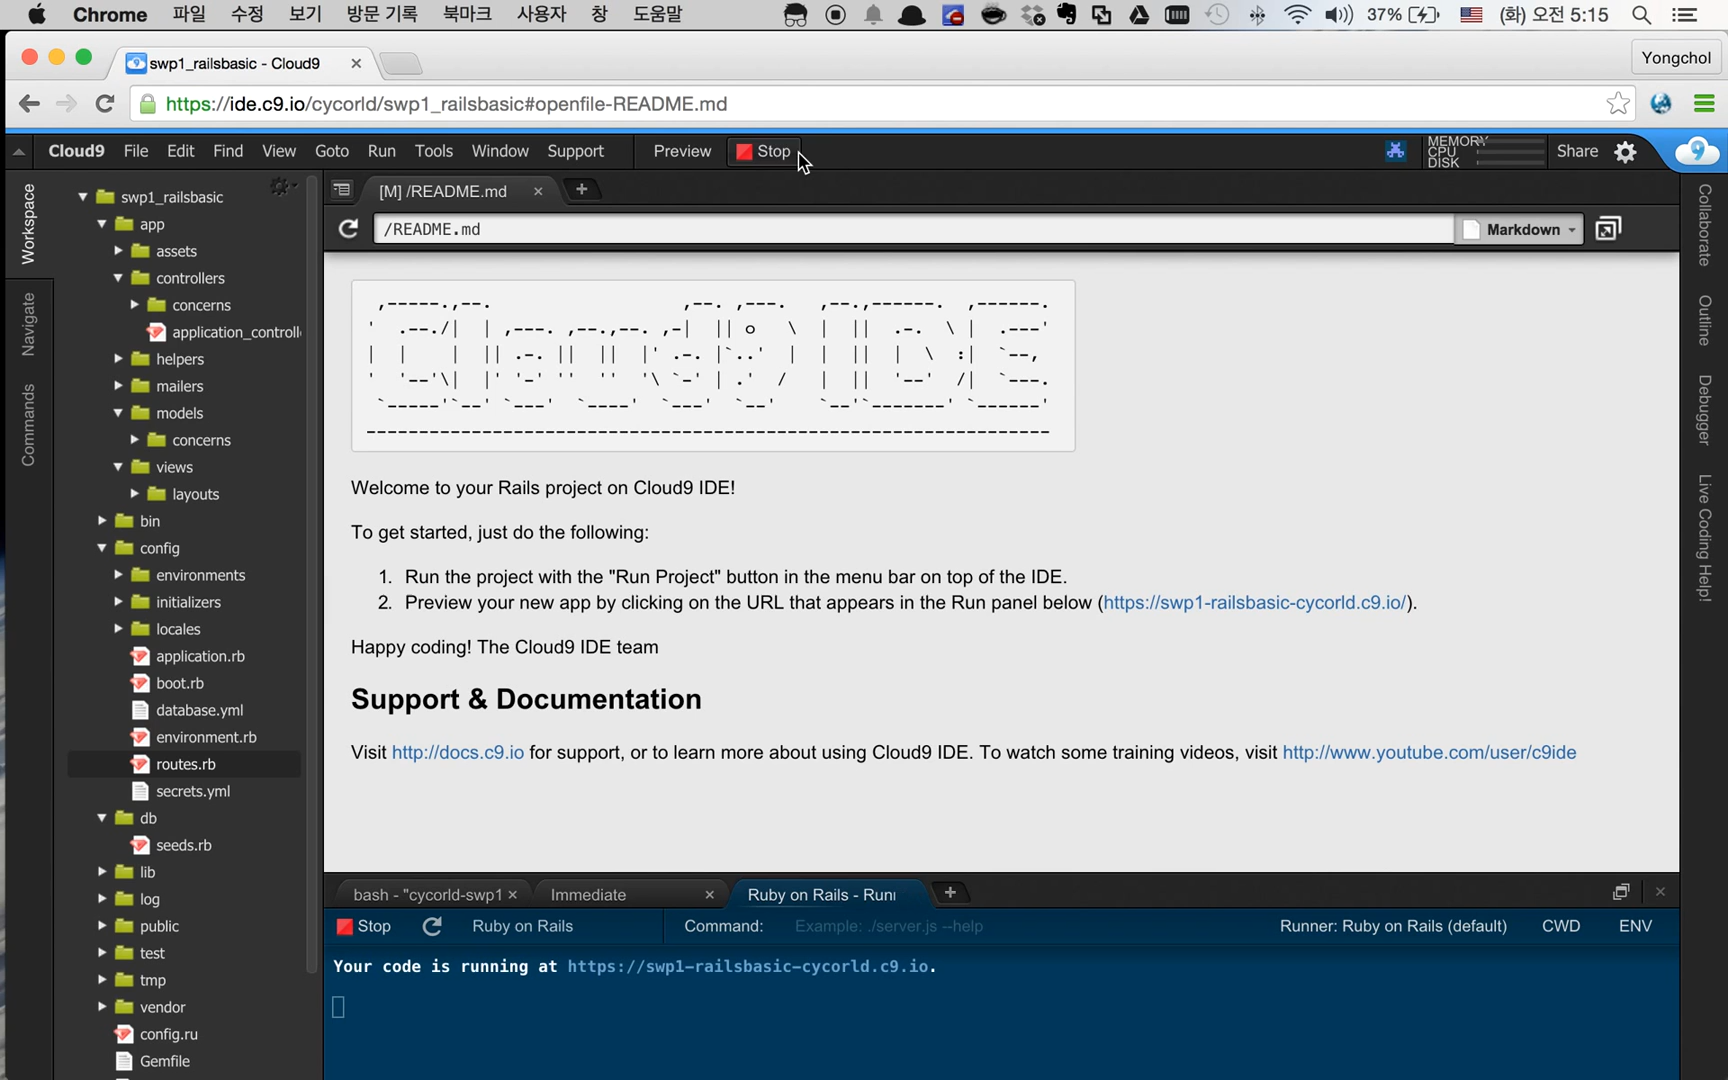 Chrome 파일 수정 보기 방문 기록 북마크 사용자 창 도움말 37% (화) 오전 5:15
swp1_railsbasic - Cloud9 Yongchol
https://ide.c9.io/cycorld/swp1_railsbasic#openfile-README.md
Cloud9 File Edit Find View Goto Run Tools Window Support Preview Stop MEMORY CPU DISK Share
Workspace
Navigate
Commands
swp1_railsbasic
app
assets
controllers
concerns
application_controll
helpers
mailers
models
concerns
views
layouts
bin
config
environments
initializers
locales
application.rb
boot.rb
database.yml
environment.rb
routes.rb
secrets.yml
db
seeds.rb
lib
log
public
test
tmp
vendor
config.ru
Gemfile
[M] /README.md
/README.md Markdown
Cloud9 IDE
Welcome to your Rails project on Cloud9 IDE!
To get started, just do the following:
1. Run the project with the "Run Project" button in the menu bar on top of the IDE.
2. Preview your new app by clicking on the URL that appears in the Run panel below (https://swp1-railsbasic-cycorld.c9.io/).
Happy coding! The Cloud9 IDE team
Support & Documentation
Visit http://docs.c9.io for support, or to learn more about using Cloud9 IDE. To watch some training videos, visit http://www.youtube.com/user/c9ide
bash - "cycorld-swp1 Immediate Ruby on Rails - Runi
Stop Ruby on Rails Command: Example: ./server.js --help Runner: Ruby on Rails (default) CWD ENV
Your code is running at https://swp1-railsbasic-cycorld.c9.io.
Collaborate
Outline
Debugger
Live Coding Help!